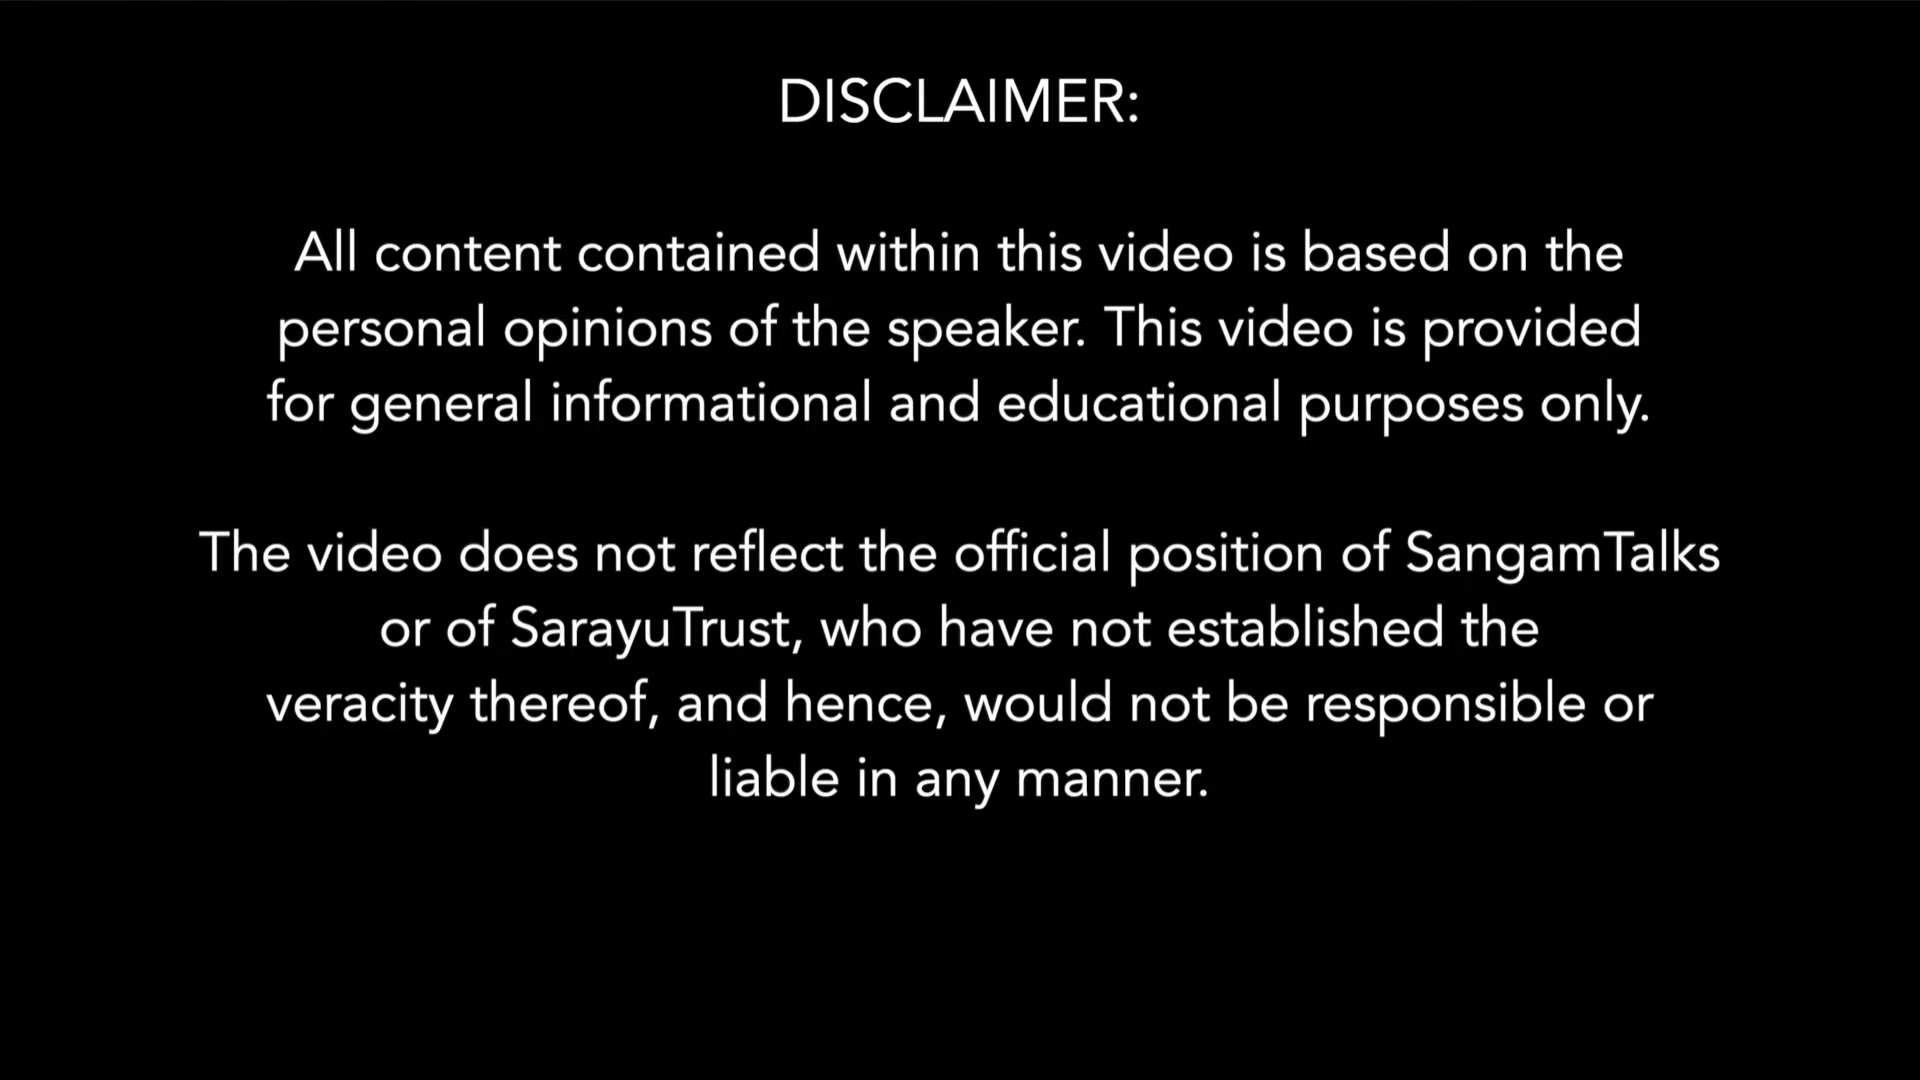 DISCLAIMER:
All content contained within this video is based on the
personal opinions of the speaker. This video is provided
for general informational and educational purposes only.
The video does not reflect the official position of SangamTalks
or of SarayuTrust, who have not established the
veracity thereof, and hence, would not be responsible or
liable in any manner.